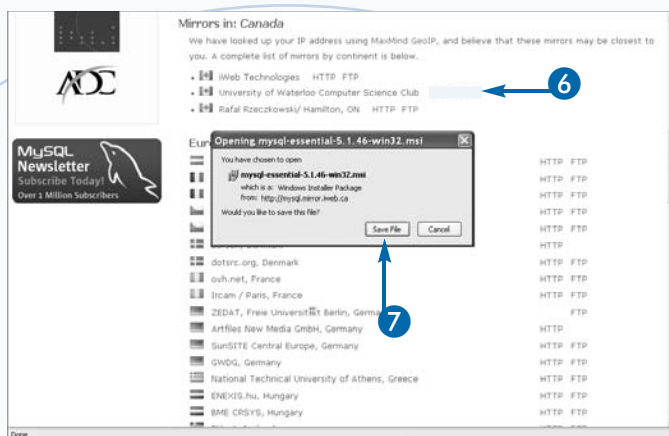 Mirrors in: Canada
We have looked up your IP address using MaxMind GeoIP, and believe that these mirrors may be closest to
you. A complete list of mirrors by continent is below.
• iWeb Technologies HTTP FTP
• University of Waterloo Computer Science Club
• Rafal Rzeczkowski/ Hamilton, ON HTTP FTP
6
ADC
MySQL
Newsletter
Subscribe Today!
Over 1 Million Subscribers
Eur
Opening mysql-essential-5.1.46-win32.msi
You have chosen to open
mysql-essential-5.1.46-win32.msi
which is a: Windows Installer Package
from: http://mysql.mirror.iweb.ca
Would you like to save this file?
Save File Cancel
7
HTTP FTP
HTTP FTP
HTTP FTP
HTTP FTP
HTTP FTP
Denmark HTTP
dotsrc.org, Denmark HTTP FTP
ovh.net, France HTTP FTP
Ircam / Paris, France HTTP FTP
ZEDAT, Freie Universität Berlin, Germa FTP
Artfiles New Media GmbH, Germany HTTP
SunSITE Central Europe, Germany HTTP FTP
GWDG, Germany HTTP FTP
National Technical University of Athens, Greece HTTP FTP
ENEXIS.hu, Hungary HTTP FTP
BME CRSYS, Hungary HTTP FTP
Done